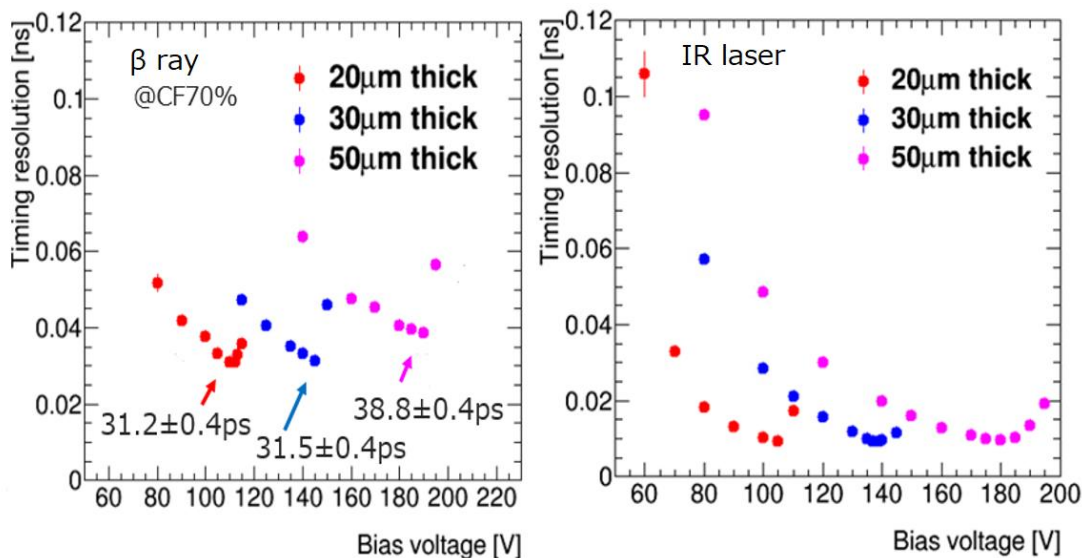 Timing resolution [ns]
0.12
0.1
0.08
0.06
0.04
0.02
0
β ray
@CF70%
20μm thick
30μm thick
50μm thick
31.2±0.4ps
31.5±0.4ps
38.8±0.4ps
60 80 100 120 140 160 180 200 220
Bias voltage [V]
Timing resolution [ns]
0.12
0.1
0.08
0.06
0.04
0.02
0
IR laser
20μm thick
30μm thick
50μm thick
60 80 100 120 140 160 180 200
Bias voltage [V]